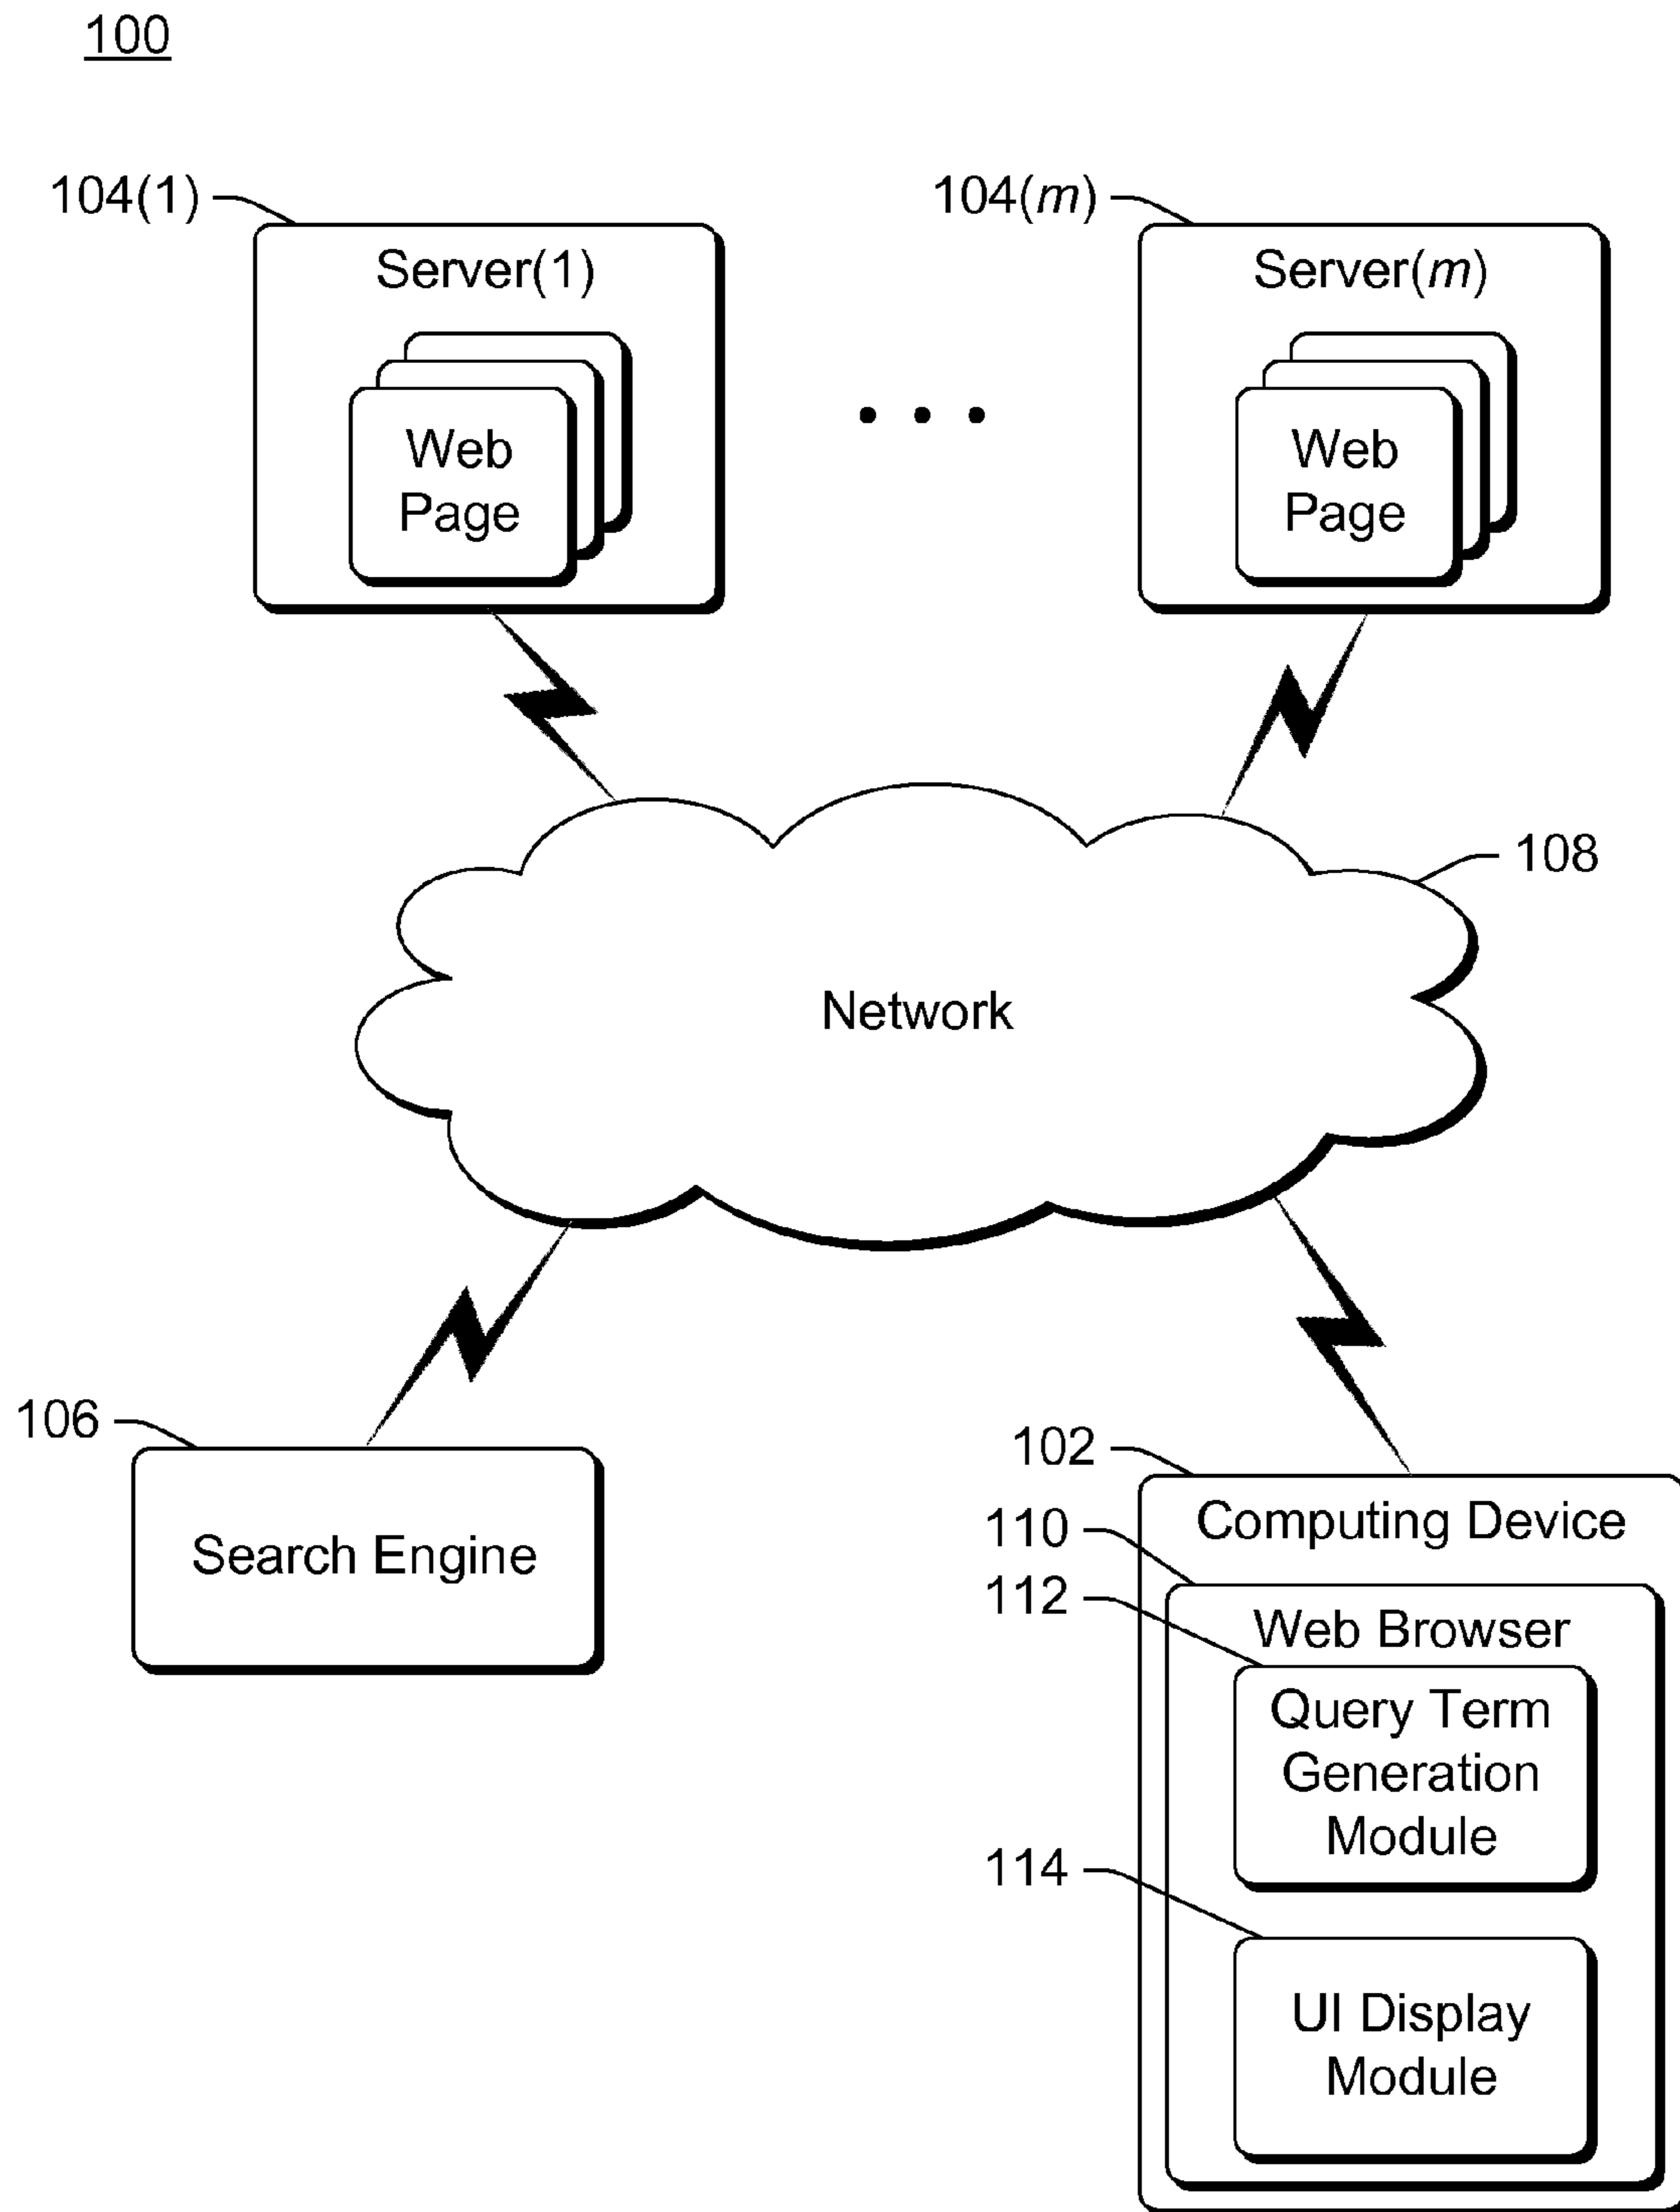 100
104(1)
104(m)
Server(1)
Server(m)
Web
Page
Web
Page
. . .
108
Network
106
Search Engine
102
Computing Device
110
Web Browser
112
Query Term
Generation
Module
114
UI Display
Module